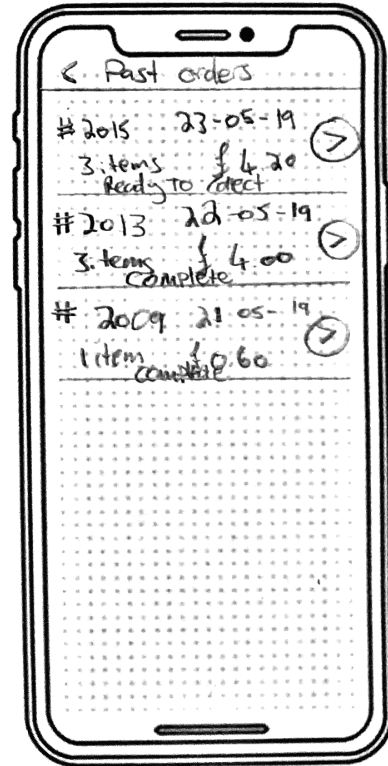 < Past orders
#2015 23-05-19 >
3 items £4.20
Ready to colect
#2013 22-05-19 >
3 items £4.00
Complete
#2009 21 05-19 >
1 item £0.60
complete